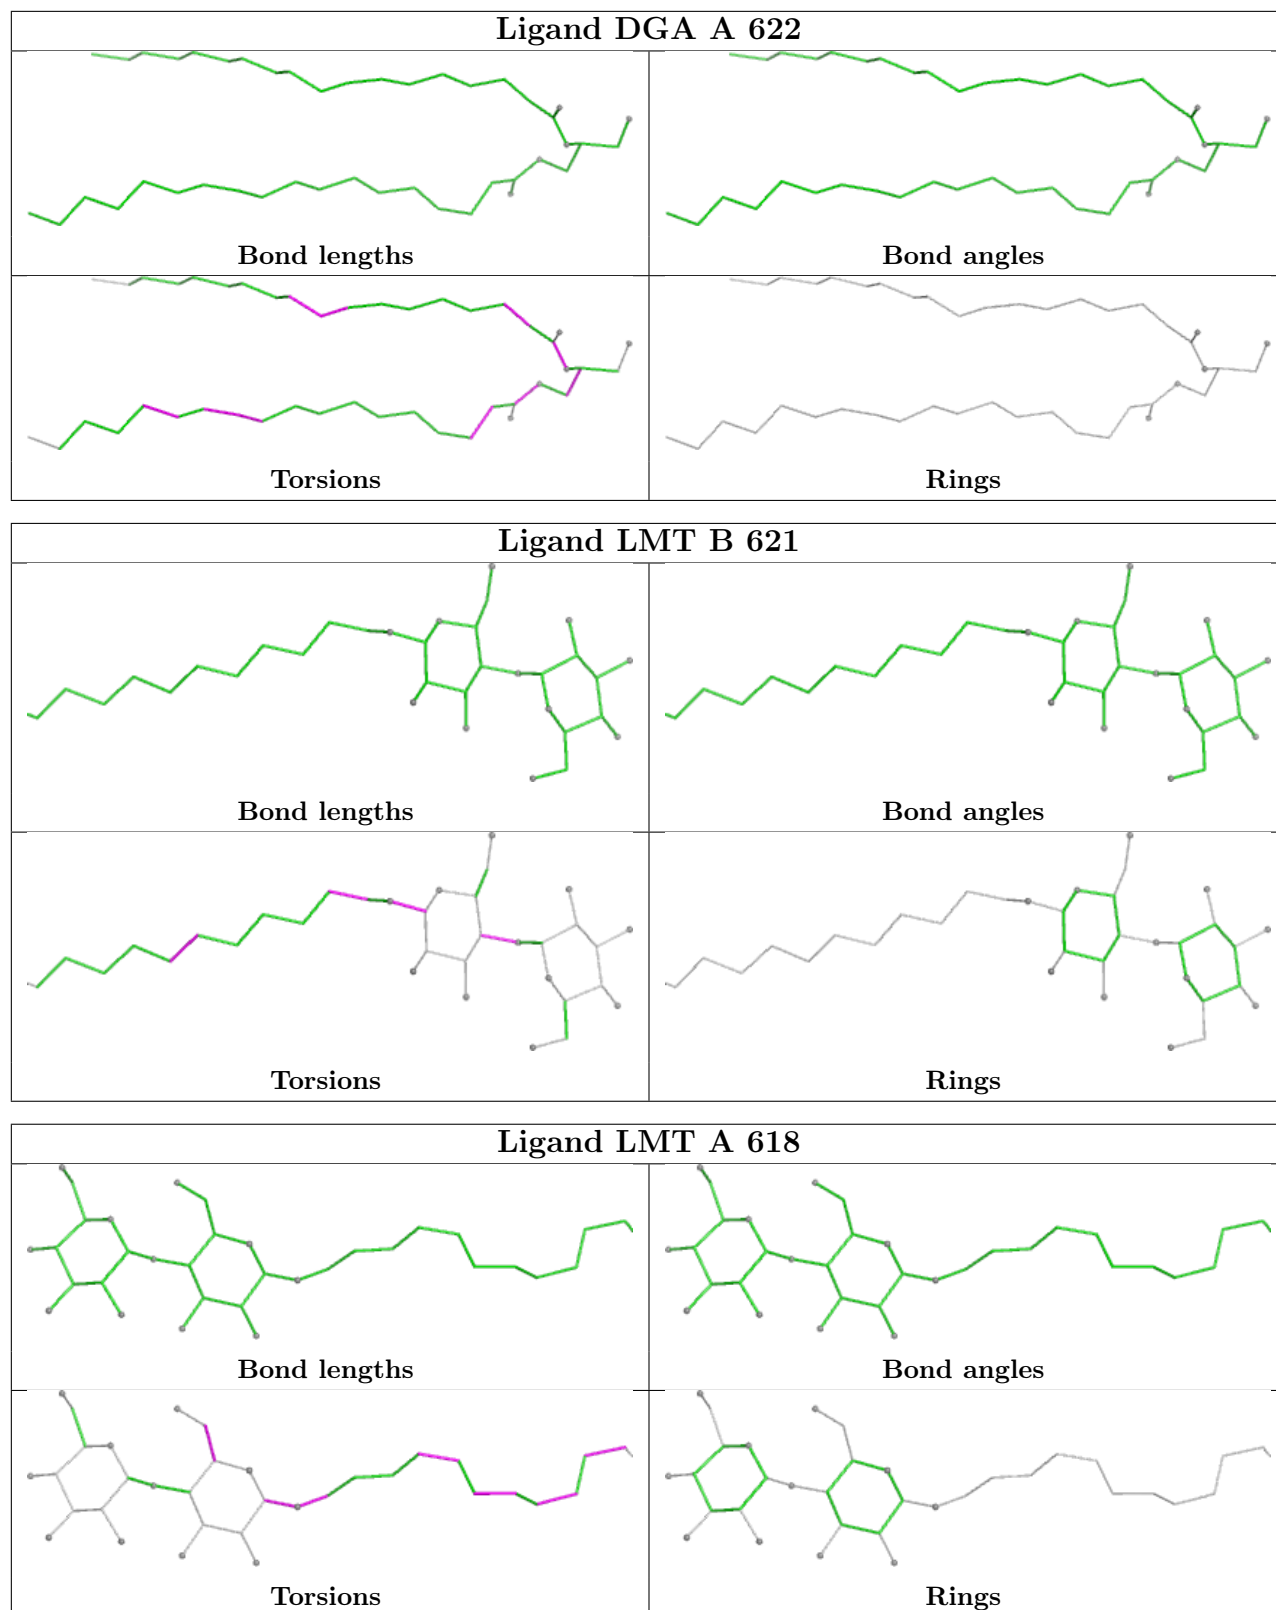 Ligand DGA A 622
Bond lengths
Bond angles
Torsions
Rings
Ligand LMT B 621
Bond lengths
Bond angles
Torsions
Rings
Ligand LMT A 618
Bond lengths
Bond angles
Torsions
Rings